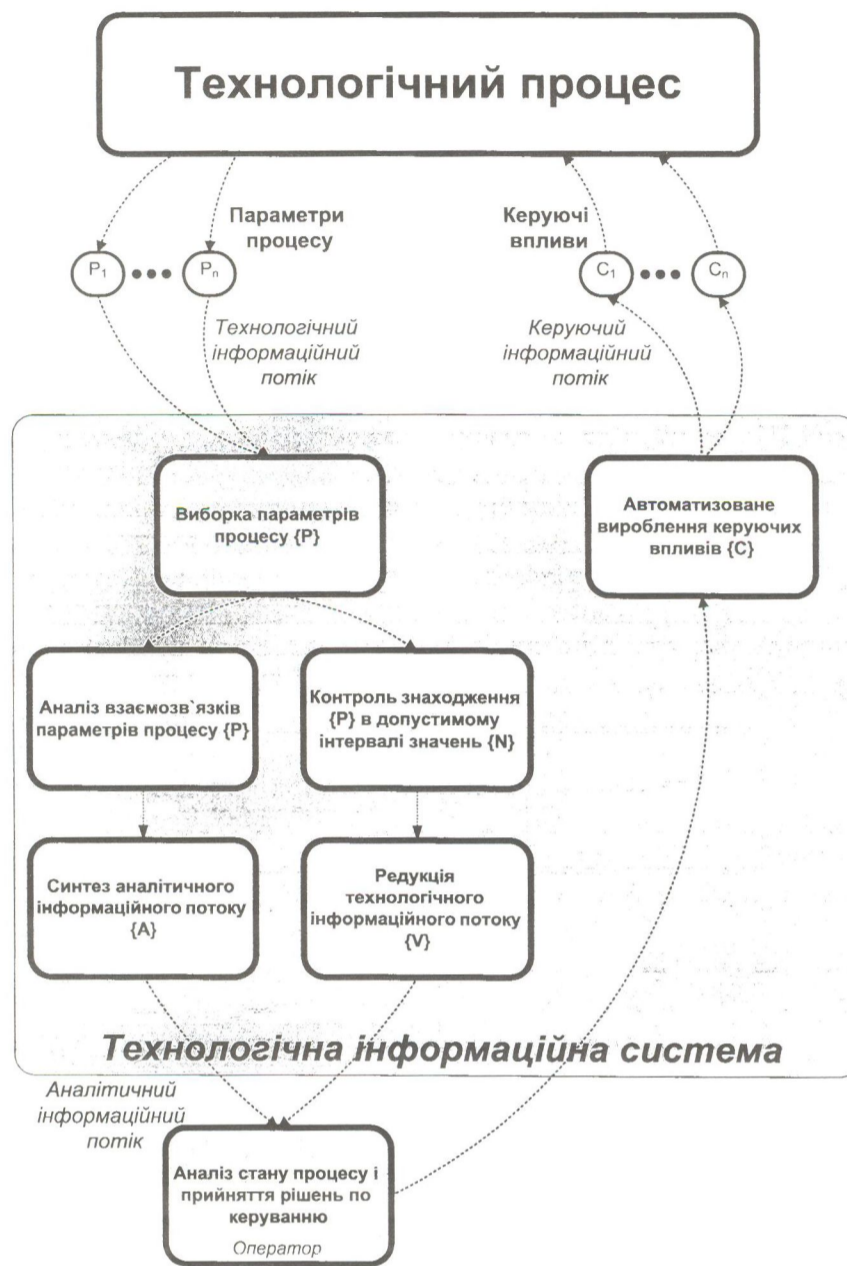 Технологічний процес
Параметри
процесу
Керуючі
впливи
P1 ••• Pn
C1 ••• Cn
Технологічний
інформаційний
потік
Керуючий
інформаційний
потік
Виборка параметрів
процесу {P}
Автоматизоване
вироблення керуючих
впливів {C}
Аналіз взаємозв`язків
параметрів процесу {P}
Контроль знаходження
{P} в допустимому
інтервалі значень {N}
Синтез аналітичного
інформаційного потоку
{A}
Редукція
технологічного
інформаційного потоку
{V}
Технологічна інформаційна система
Аналітичний
інформаційний
потік
Аналіз стану процесу і
прийняття рішень по
керуванню
Оператор